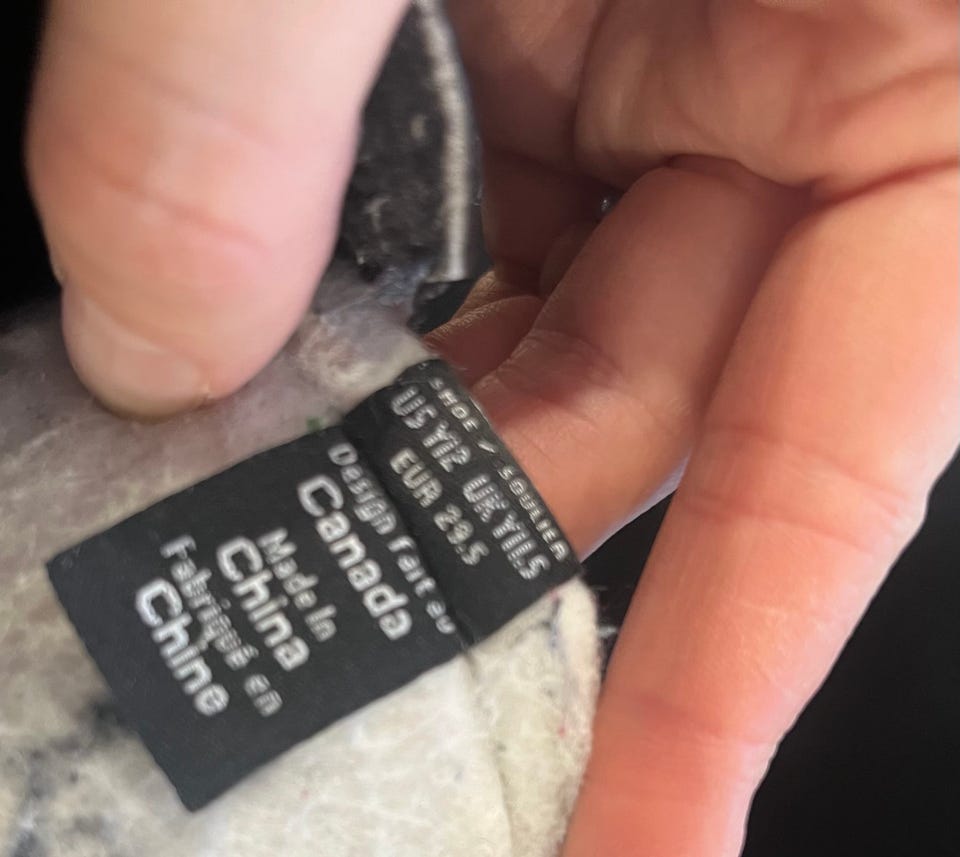 SHOE / SOULIER
US Y12 UK Y11.5
EUR 29.5
Design fait au
Canada
Made In
China
Fabriqué en
Chine